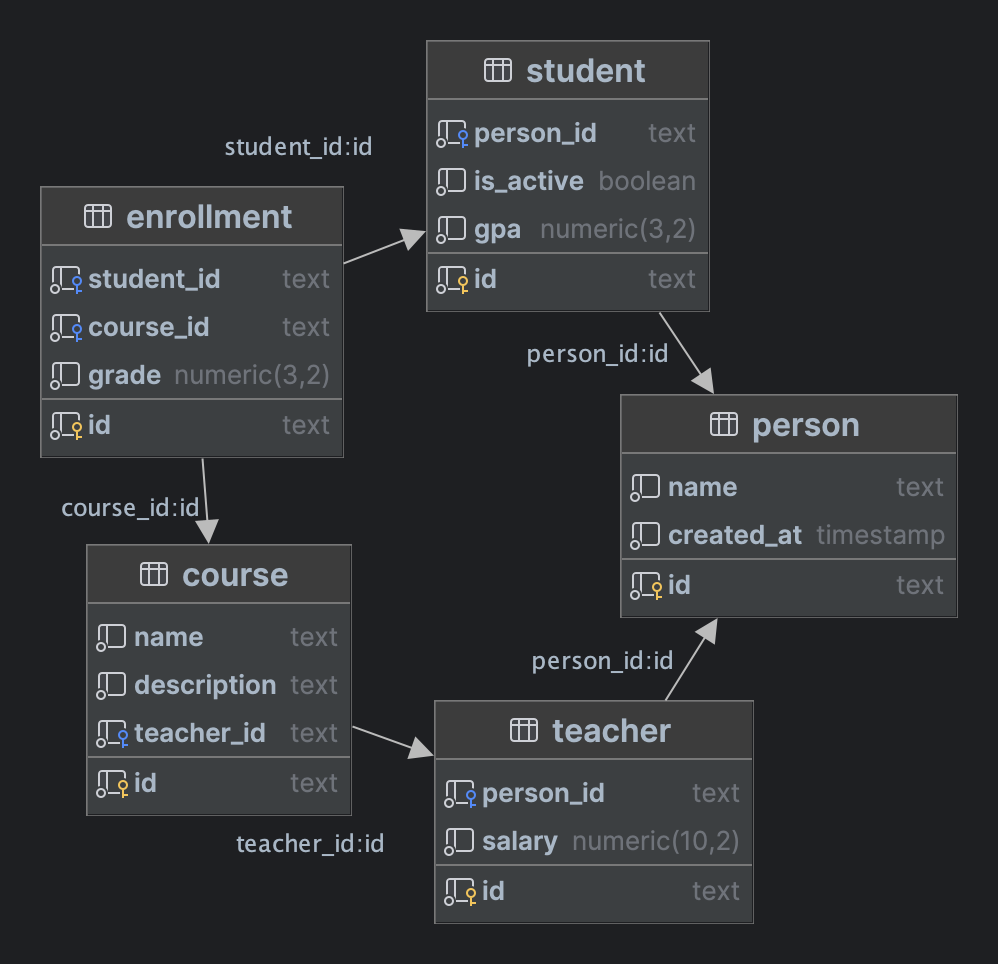 student
person_id text
is_active boolean
gpa numeric(3,2)
id text
student_id:id
enrollment
student_id text
course_id text
grade numeric(3,2)
id text
person_id:id
person
name text
created_at timestamp
id text
course_id:id
course
name text
description text
teacher_id text
id text
person_id:id
teacher
person_id text
salary numeric(10,2)
id text
teacher_id:id